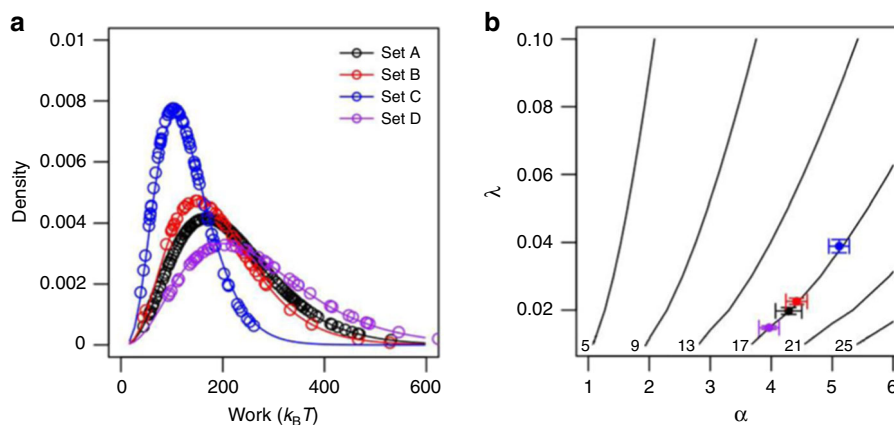 a
0.01
0.008
0.006
0.004
0.002
0
Density
0
200
400
600
Work (kBT)
Set A
Set B
Set C
Set D
b
0.10
0.08
0.06
0.04
0.02
λ
5
9
13
17
21
25
1
2
3
4
5
6
α